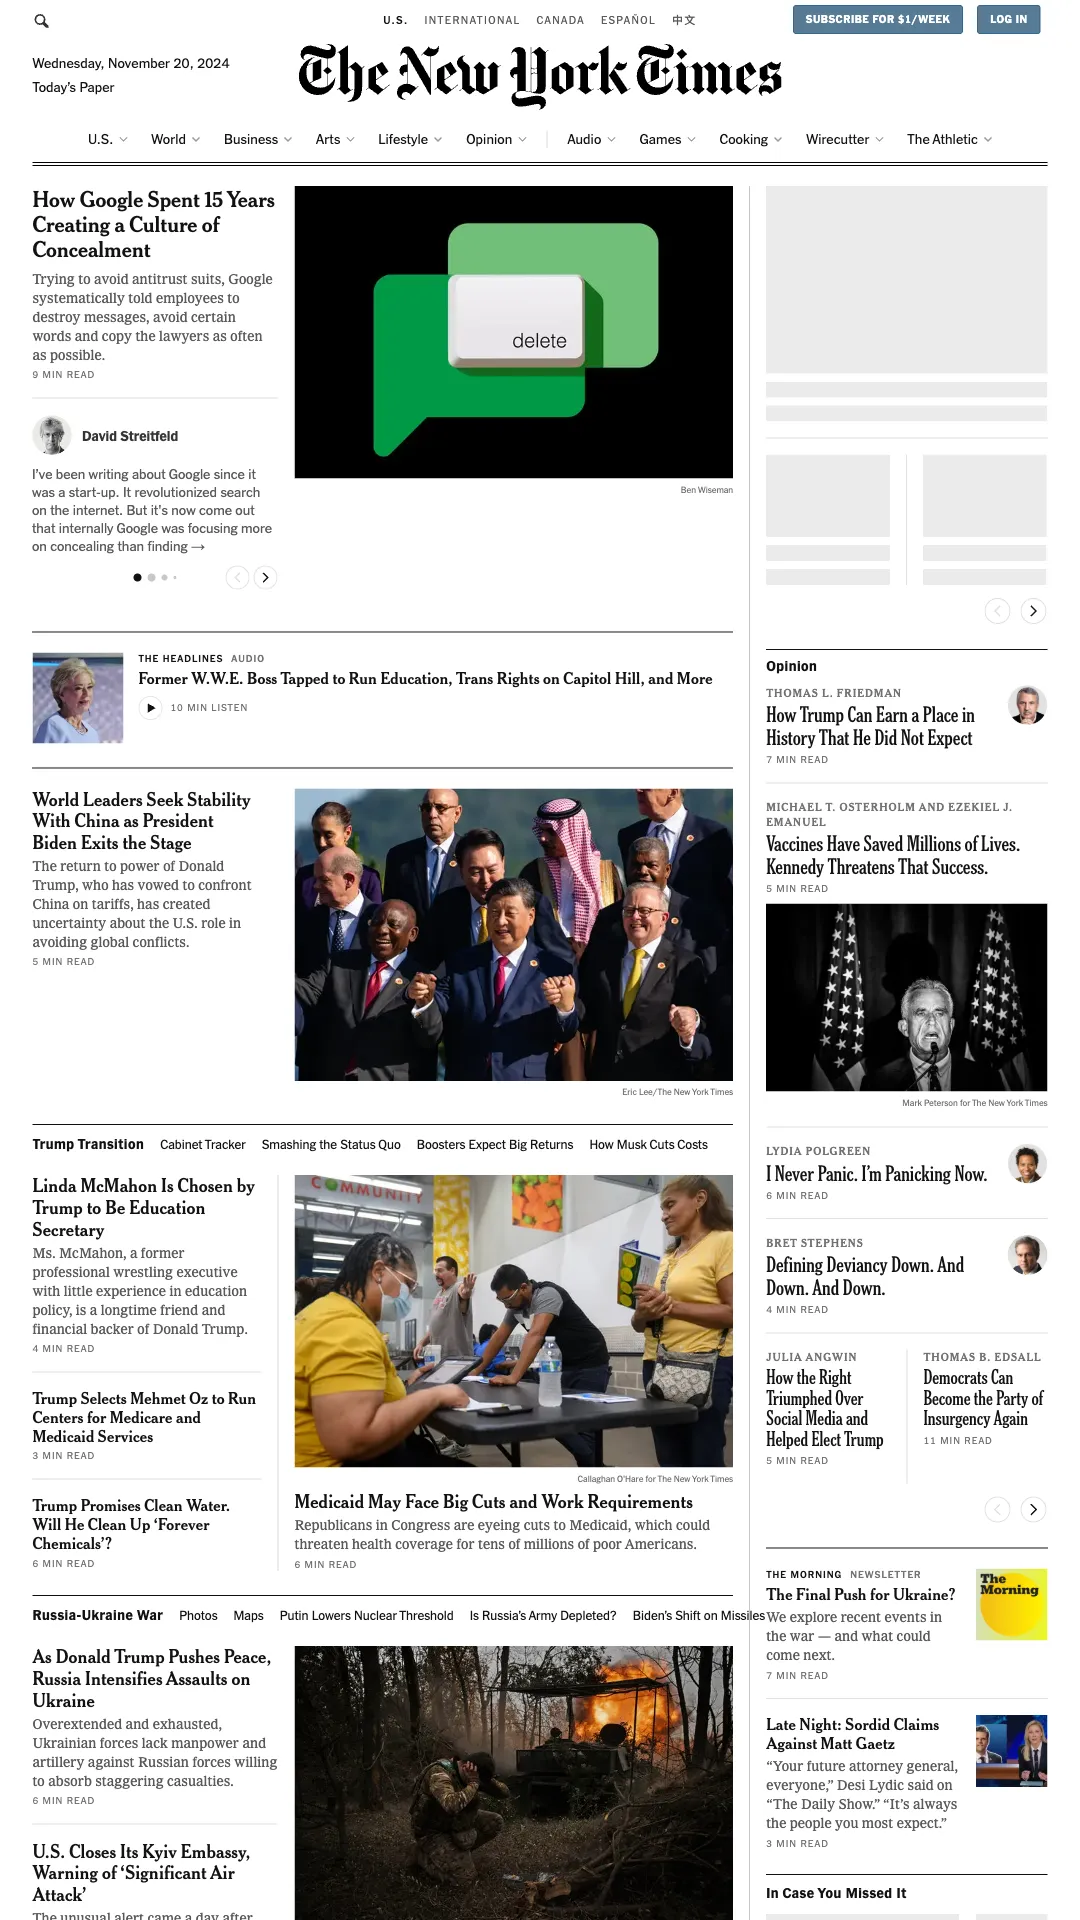 U.S. INTERNATIONAL CANADA ESPAÑOL 中文
SUBSCRIBE FOR $1/WEEK
LOG IN
Wednesday, November 20, 2024
Today's Paper
The New York Times
U.S. World Business Arts Lifestyle Opinion Audio Games Cooking Wirecutter The Athletic
How Google Spent 15 Years
Creating a Culture of
Concealment
Trying to avoid antitrust suits, Google
systematically told employees to
destroy messages, avoid certain
words and copy the lawyers as often
as possible.
9 MIN READ
David Streitfeld
I've been writing about Google since it
was a start-up. It revolutionized search
on the internet. But it's now come out
that internally Google was focusing more
on concealing than finding →
delete
Ben Wiseman
THE HEADLINES AUDIO
Former W.W.E. Boss Tapped to Run Education, Trans Rights on Capitol Hill, and More
10 MIN LISTEN
World Leaders Seek Stability
With China as President
Biden Exits the Stage
The return to power of Donald
Trump, who has vowed to confront
China on tariffs, has created
uncertainty about the U.S. role in
avoiding global conflicts.
5 MIN READ
Eric Lee/The New York Times
Trump Transition Cabinet Tracker Smashing the Status Quo Boosters Expect Big Returns How Musk Cuts Costs
Linda McMahon Is Chosen by
Trump to Be Education
Secretary
Ms. McMahon, a former
professional wrestling executive
with little experience in education
policy, is a longtime friend and
financial backer of Donald Trump.
4 MIN READ
Trump Selects Mehmet Oz to Run
Centers for Medicare and
Medicaid Services
3 MIN READ
Trump Promises Clean Water.
Will He Clean Up ‘Forever
Chemicals’?
6 MIN READ
COMMUNITY
Callaghan O'Hare for The New York Times
Medicaid May Face Big Cuts and Work Requirements
Republicans in Congress are eyeing cuts to Medicaid, which could
threaten health coverage for tens of millions of poor Americans.
6 MIN READ
Russia-Ukraine War Photos Maps Putin Lowers Nuclear Threshold Is Russia's Army Depleted? Biden's Shift on Missiles
As Donald Trump Pushes Peace,
Russia Intensifies Assaults on
Ukraine
Overextended and exhausted,
Ukrainian forces lack manpower and
artillery against Russian forces willing
to absorb staggering casualties.
6 MIN READ
U.S. Closes Its Kyiv Embassy,
Warning of ‘Significant Air
Attack’
The unusual alert came a day after
Opinion
THOMAS L. FRIEDMAN
How Trump Can Earn a Place in
History That He Did Not Expect
7 MIN READ
MICHAEL T. OSTERHOLM AND EZEKIEL J.
EMANUEL
Vaccines Have Saved Millions of Lives.
Kennedy Threatens That Success.
5 MIN READ
Mark Peterson for The New York Times
LYDIA POLGREEN
I Never Panic. I’m Panicking Now.
6 MIN READ
BRET STEPHENS
Defining Deviancy Down. And
Down. And Down.
4 MIN READ
JULIA ANGWIN
How the Right
Triumphed Over
Social Media and
Helped Elect Trump
5 MIN READ
THOMAS B. EDSALL
Democrats Can
Become the Party of
Insurgency Again
11 MIN READ
THE MORNING NEWSLETTER
The Final Push for Ukraine?
We explore recent events in
the war — and what could
come next.
7 MIN READ
The
Morning
Late Night: Sordid Claims
Against Matt Gaetz
“Your future attorney general,
everyone,” Desi Lydic said on
“The Daily Show.” “It’s always
the people you most expect.”
3 MIN READ
In Case You Missed It